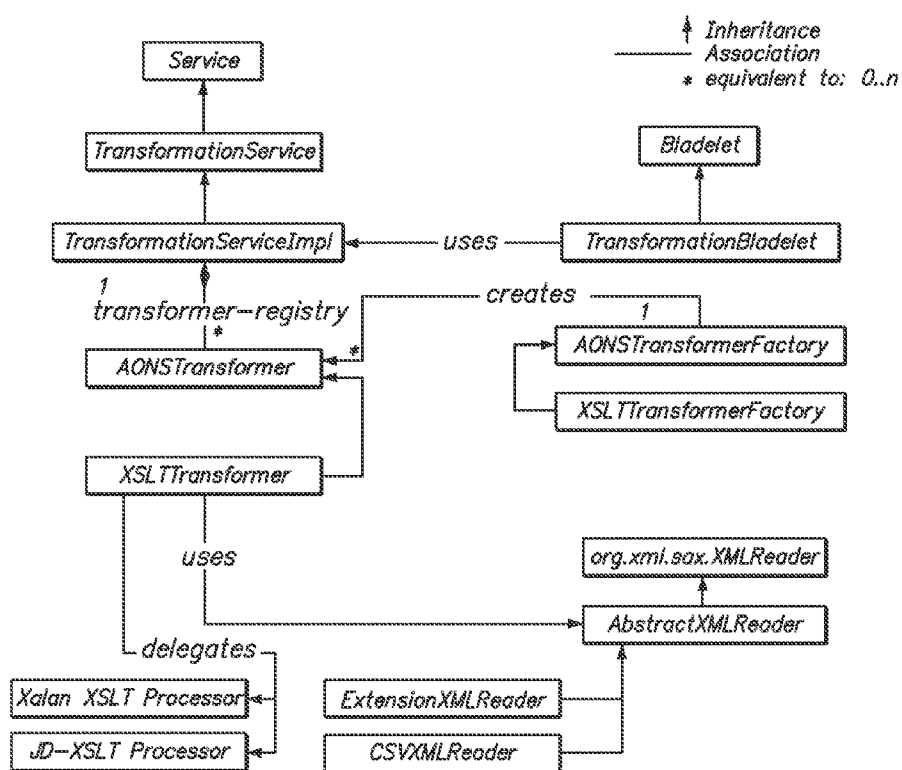 Inheritance
Association
* equivalent to: 0..n
Service
TransformationService
Bladelet
TransformationServiceImpl
uses
TransformationBladelet
1
transformer-registry
*
creates
1
*
AONSTransformer
AONSTransformerFactory
XSLTTransformerFactory
XSLTTransformer
uses
org.xml.sax.XMLReader
AbstractXMLReader
delegates
Xalan XSLT Processor
ExtensionXMLReader
JD-XSLT Processor
CSVXMLReader